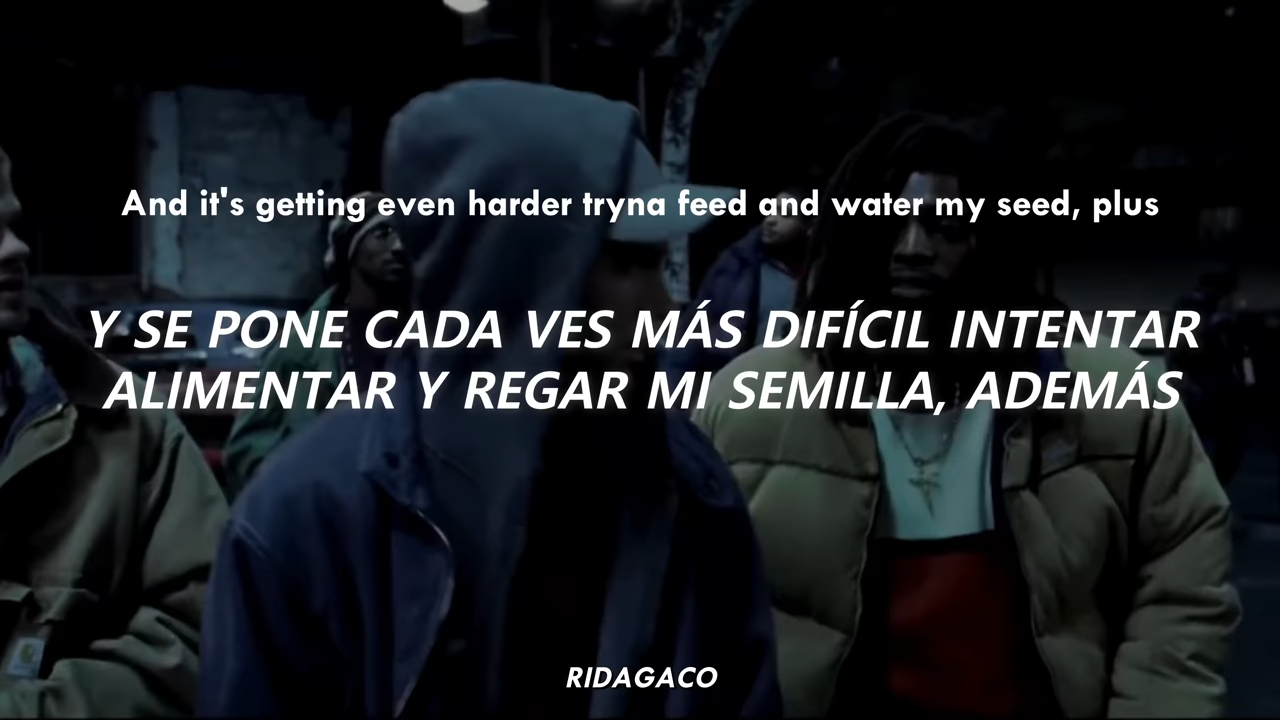 And it's getting even harder tryna feed and water my seed, plus
Y SE PONE CADA VES MÁS DIFÍCIL INTENTAR
ALIMENTAR Y REGAR MI SEMILLA, ADEMÁS
RIDAGACO